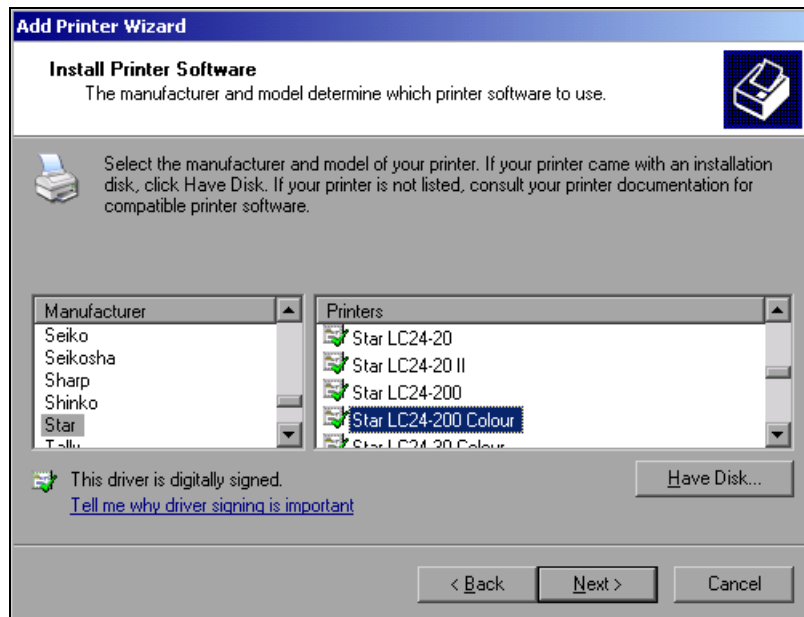 Add Printer Wizard
Install Printer Software
The manufacturer and model determine which printer software to use.
Select the manufacturer and model of your printer. If your printer came with an installation
disk, click Have Disk. If your printer is not listed, consult your printer documentation for
compatible printer software.
Manufacturer
Seiko
Seikosha
Sharp
Shinko
Star
Printers
Star LC24-20
Star LC24-20 II
Star LC24-200
Star LC24-200 Colour
Star LC24-30 Colour
This driver is digitally signed.
Tell me why driver signing is important
Have Disk...
< Back
Next >
Cancel